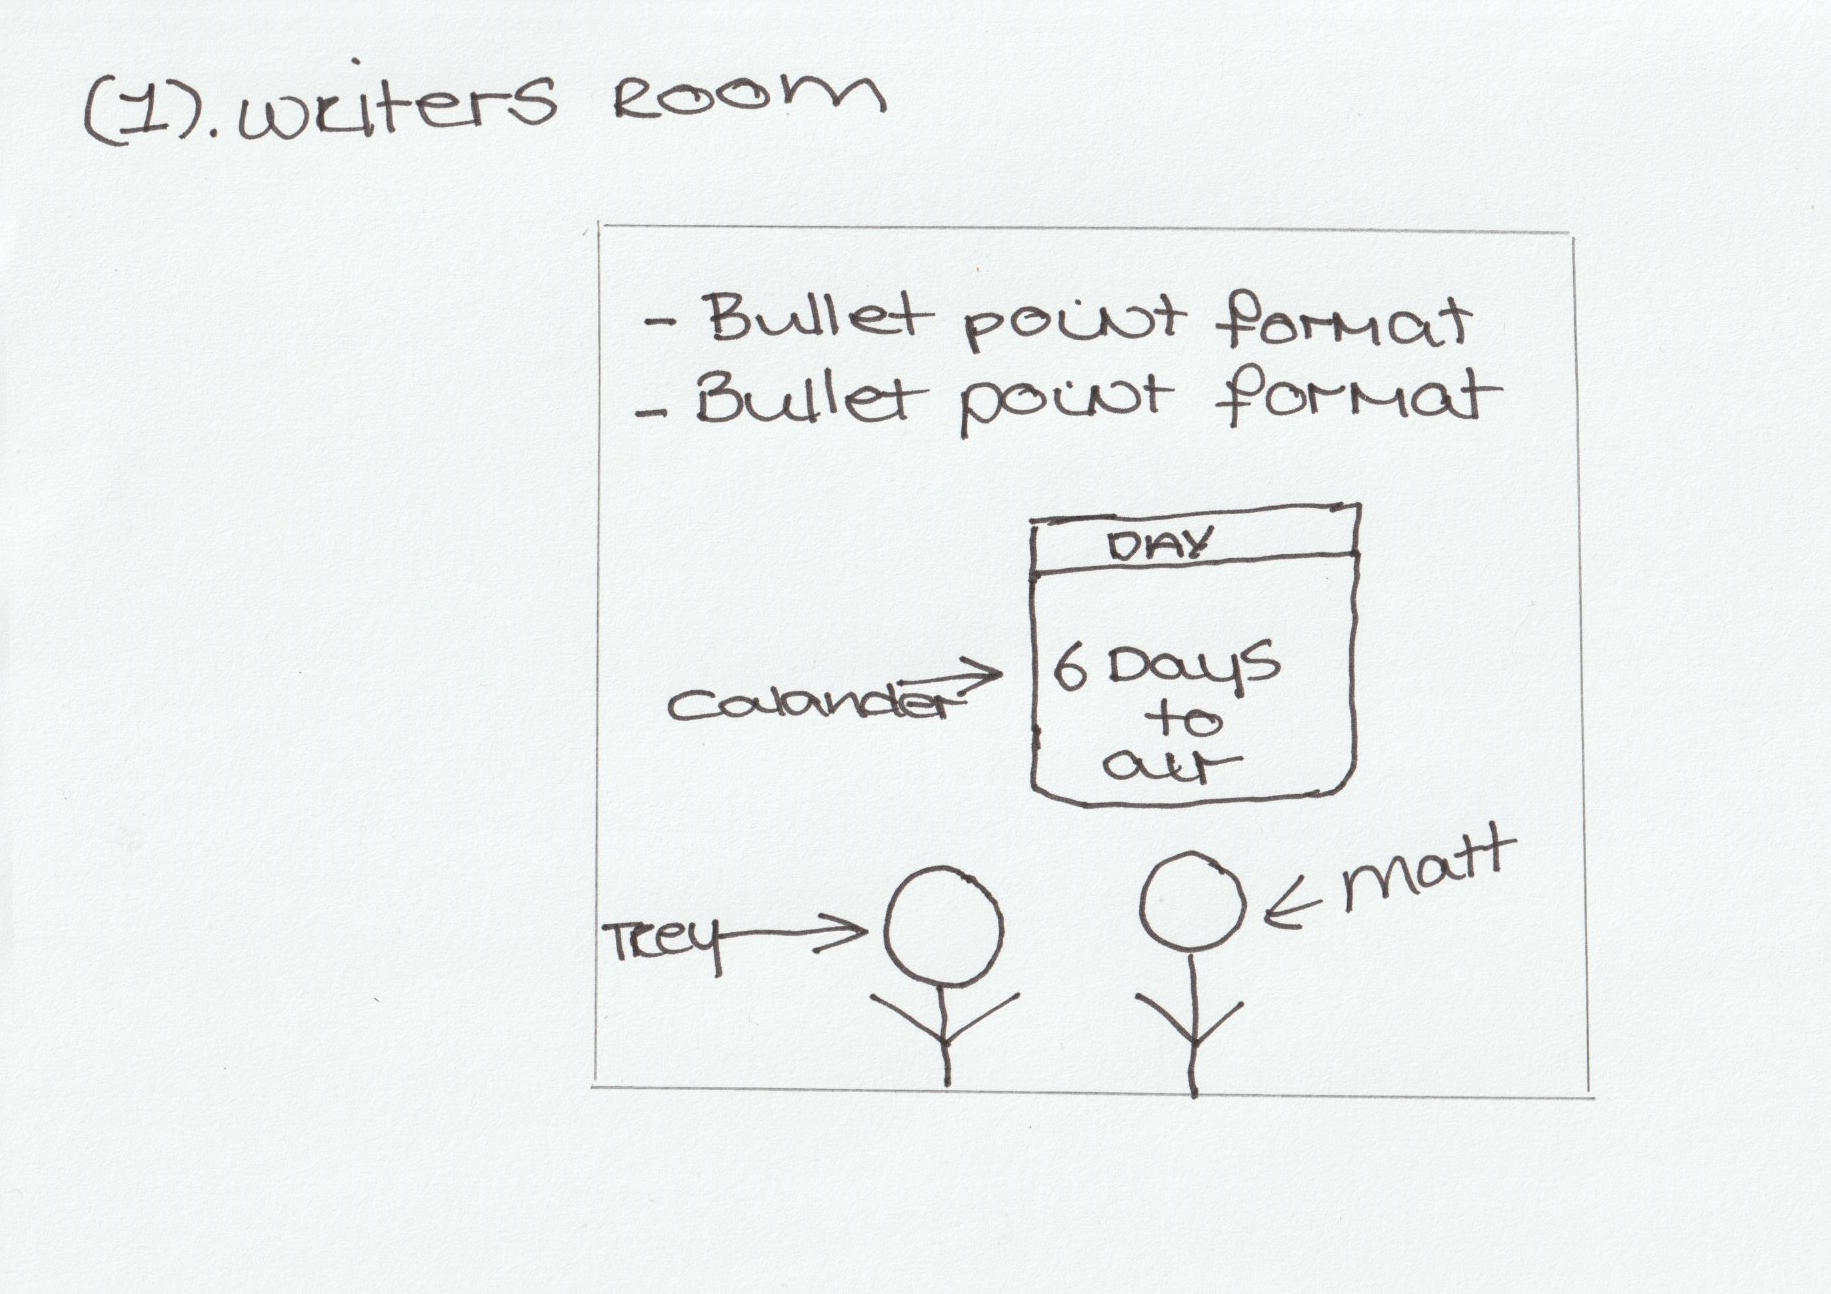 (1). writers Room
- Bullet point format
- Bullet point format
DAY
6 Days
to
air
Calander
Trey
Matt